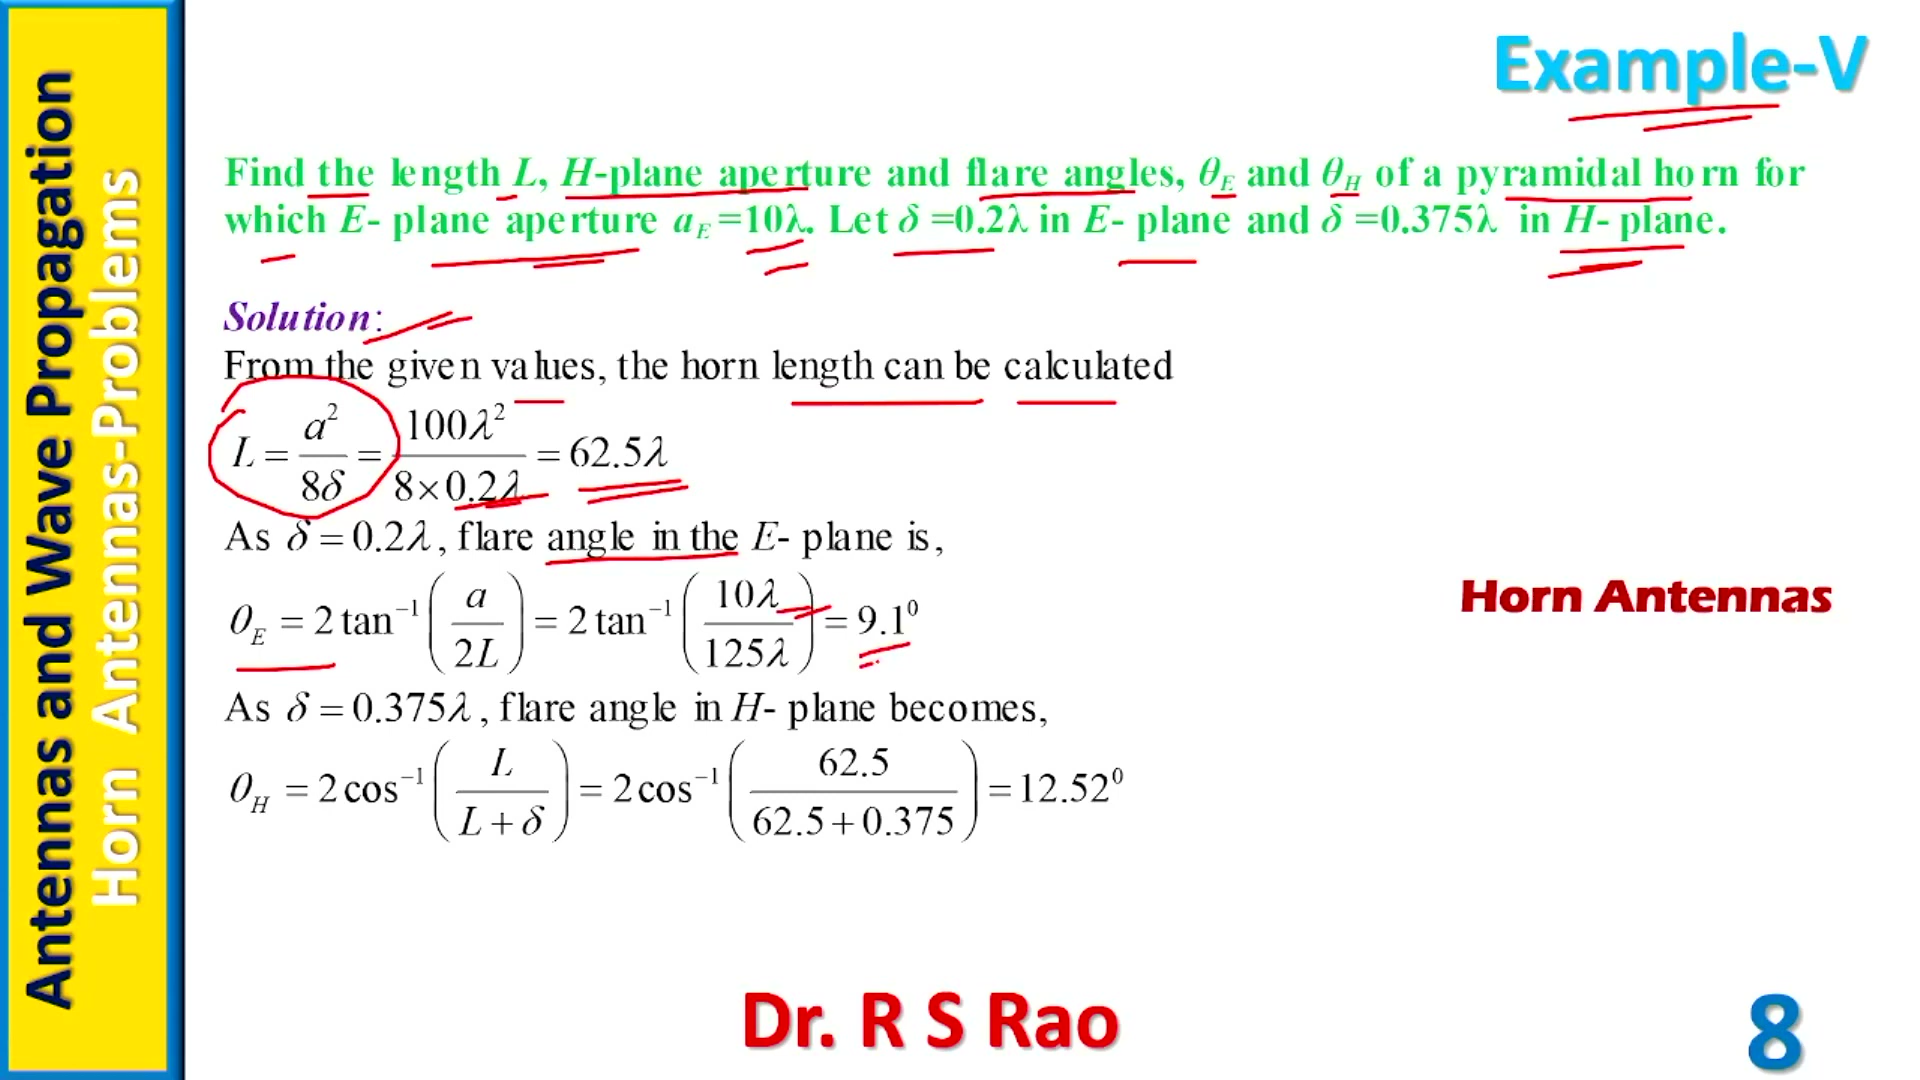 Antennas and Wave Propagation
Horn Antennas-Problems
Example-V
Find the length L, H-plane aperture and flare angles, θ_E and θ_H of a pyramidal horn for
which E- plane aperture a_E =10λ. Let δ =0.2λ in E- plane and δ =0.375λ in H- plane.
Solution:
From the given values, the horn length can be calculated
L = a²/8δ = 100λ²/8×0.2λ = 62.5λ
As δ = 0.2λ, flare angle in the E- plane is,
θ_E = 2 tan⁻¹(a/2L) = 2 tan⁻¹(10λ/125λ) = 9.1⁰
As δ = 0.375λ, flare angle in H- plane becomes,
θ_H = 2 cos⁻¹(L/L+δ) = 2 cos⁻¹(62.5/62.5+0.375) = 12.52⁰
Horn Antennas
Dr. R S Rao
8